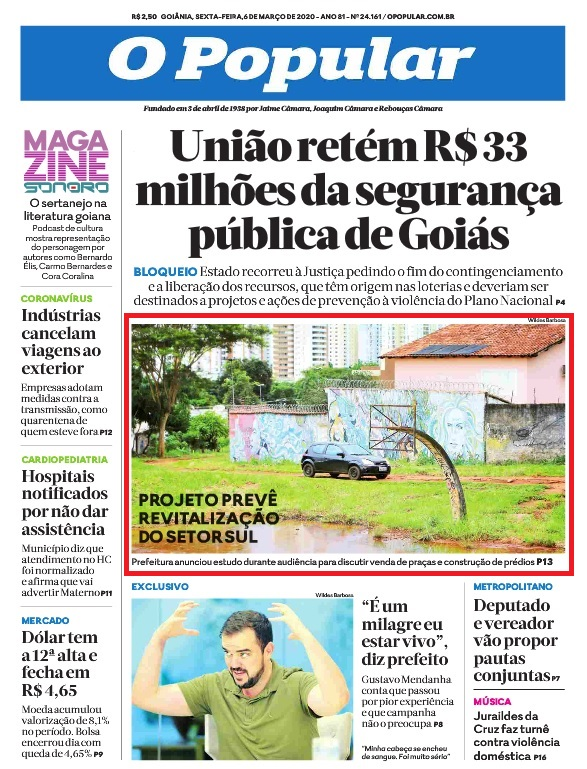 R$ 2,50 GOIÂNIA, SEXTA-FEIRA, 6 DE MARÇO DE 2020 - ANO 81 - Nº 24.161 / OPOPULAR.COM.BR
O Popular
Fundado em 3 de abril de 1938 por Jaime Câmara, Joaquim Câmara e Rebouças Câmara
MAGA
ZINE
SONORO
O sertanejo na
literatura goiana
Podcast de cultura
mostra representação
do personagem por
autores como Bernardo
Élis, Carmo Bernardes e
Cora Coralina
CORONAVÍRUS
Indústrias
cancelam
viagens ao
exterior
Empresas adotam
medidas contra a
transmissão, como
quarentena de
quem esteve fora P12
CARDIOPEDIATRIA
Hospitais
notificados
por não dar
assistência
Município diz que
atendimento no HC
foi normalizado
e afirma que vai
advertir Materno P11
MERCADO
Dólar tem
a 12ª alta e
fecha em
R$ 4,65
Moeda acumulou
valorização de 8,1%
no período. Bolsa
encerrou dia com
queda de 4,65% P9
União retém R$ 33
milhões da segurança
pública de Goiás
BLOQUEIO Estado recorreu à Justiça pedindo o fim do contingenciamento
e a liberação dos recursos, que têm origem nas loterias e deveriam ser
destinados a projetos e ações de prevenção à violência do Plano Nacional P4
Wildes Barbosa
PROJETO PREVÊ
REVITALIZAÇÃO
DO SETOR SUL
Prefeitura anunciou estudo durante audiência para discutir venda de praças e construção de prédios P13
EXCLUSIVO
Wildes Barbosa
“É um
milagre eu
estar vivo”,
diz prefeito
Gustavo Mendanha
conta que passou
por pior experiência
e que campanha
não o preocupa P8
"Minha cabeça se encheu
de sangue. Foi muito sério"
METROPOLITANO
Deputado
e vereador
vão propor
pautas
conjuntas P7
MÚSICA
Juraildes da
Cruz faz turnê
contra violência
doméstica P16